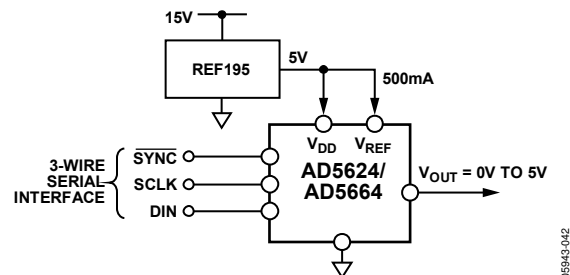 15V
REF195
5V
500mA
V_DD V_REF
AD5624/
AD5664
3-WIRE
SERIAL
INTERFACE
SYNC
SCLK
DIN
V_OUT = 0V TO 5V
05943-042